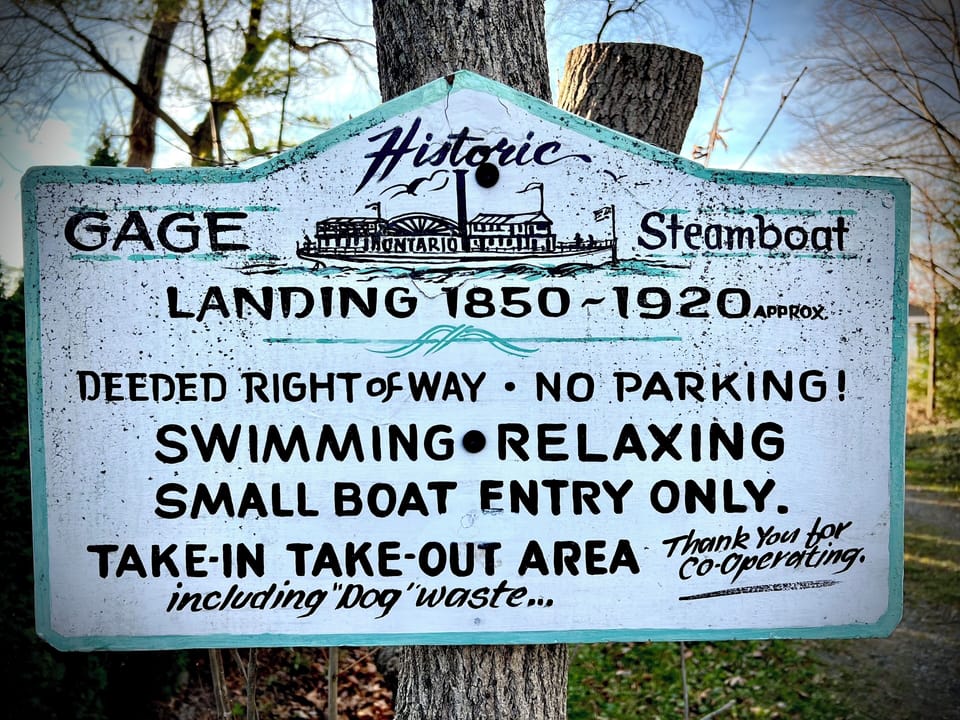 Historic
GAGE ONTARIO Steamboat
LANDING 1850~1920 APPROX.
DEEDED RIGHT OF WAY • NO PARKING!
SWIMMING • RELAXING
SMALL BOAT ENTRY ONLY.
TAKE-IN TAKE-OUT AREA
including "Dog" waste...
Thank You for
Co-Operating.